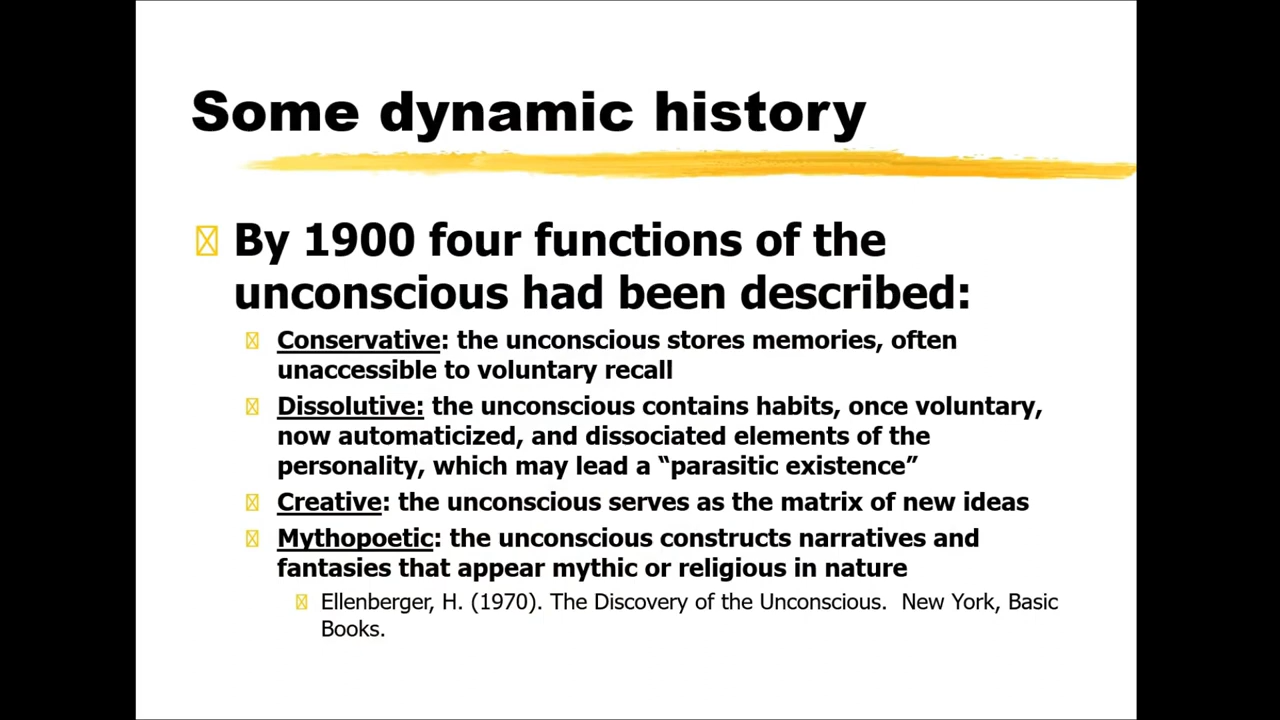 Some dynamic history
By 1900 four functions of the
unconscious had been described:
Conservative: the unconscious stores memories, often
unaccessible to voluntary recall
Dissolutive: the unconscious contains habits, once voluntary,
now automaticized, and dissociated elements of the
personality, which may lead a “parasitic existence”
Creative: the unconscious serves as the matrix of new ideas
Mythopoetic: the unconscious constructs narratives and
fantasies that appear mythic or religious in nature
Ellenberger, H. (1970). The Discovery of the Unconscious. New York, Basic
Books.